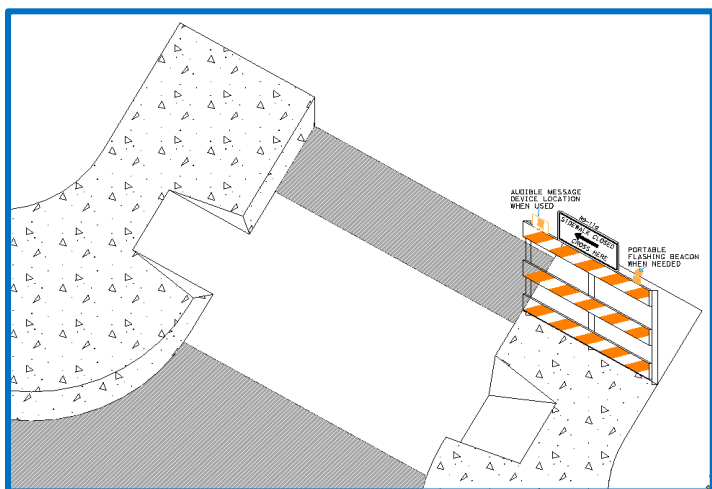 AUDIBLE MESSAGE
DEVICE LOCATION
WHEN USED
R9-11a
SIDEWALK CLOSED
CROSS HERE
PORTABLE
FLASHING BEACON
WHEN NEEDED